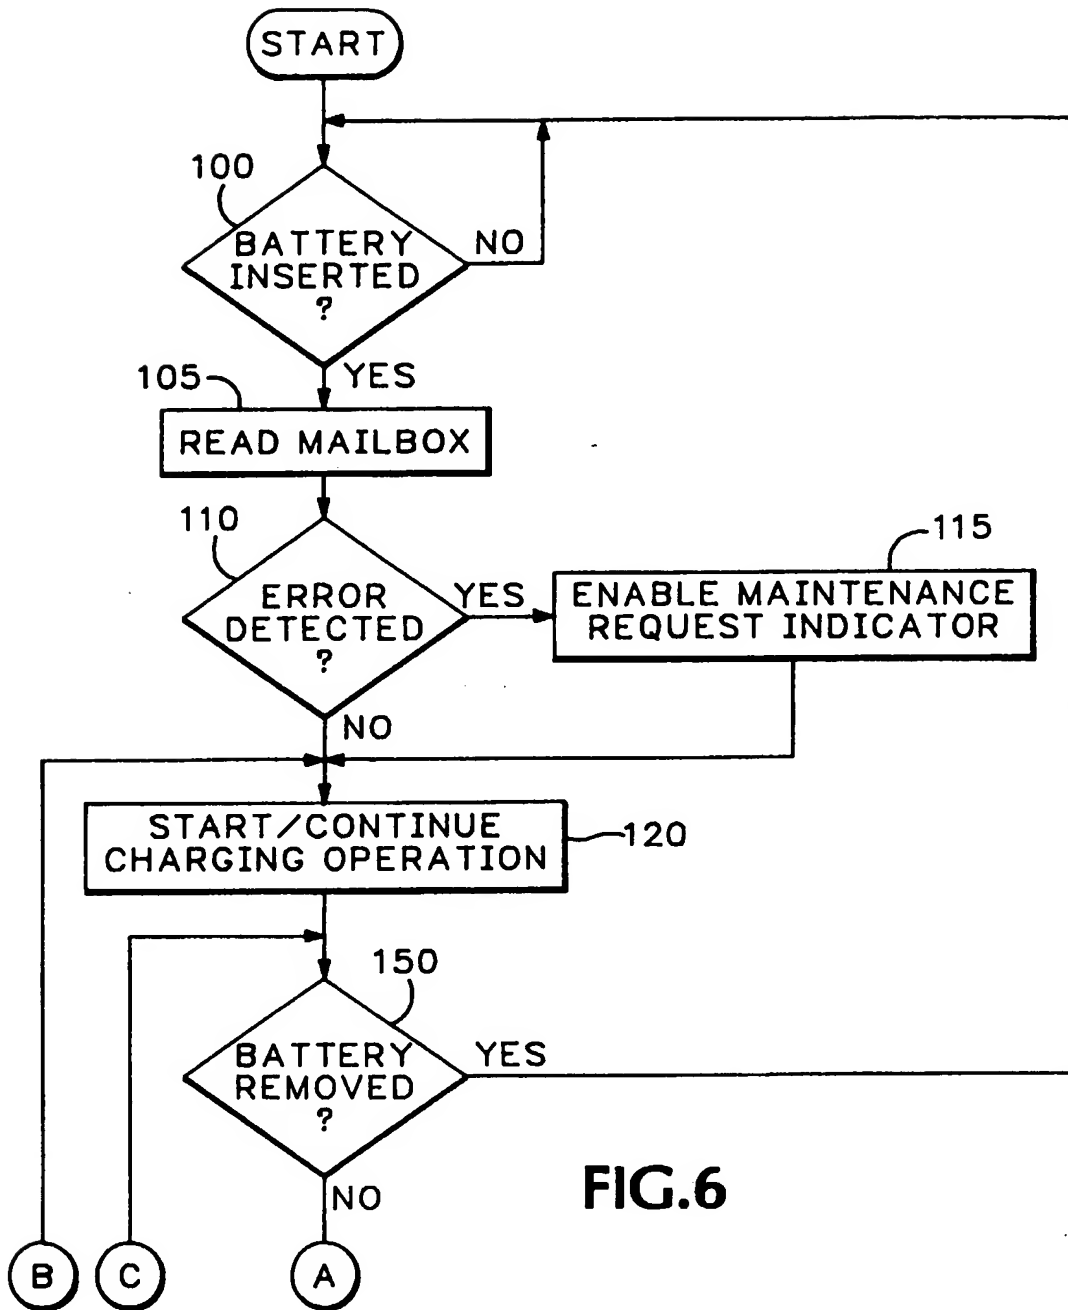 START
100
BATTERY
INSERTED
?
NO
YES
105
READ MAILBOX
110
ERROR
DETECTED
?
YES
115
ENABLE MAINTENANCE
REQUEST INDICATOR
NO
START/CONTINUE
CHARGING OPERATION
120
150
BATTERY
REMOVED
?
YES
NO
FIG.6
B
C
A